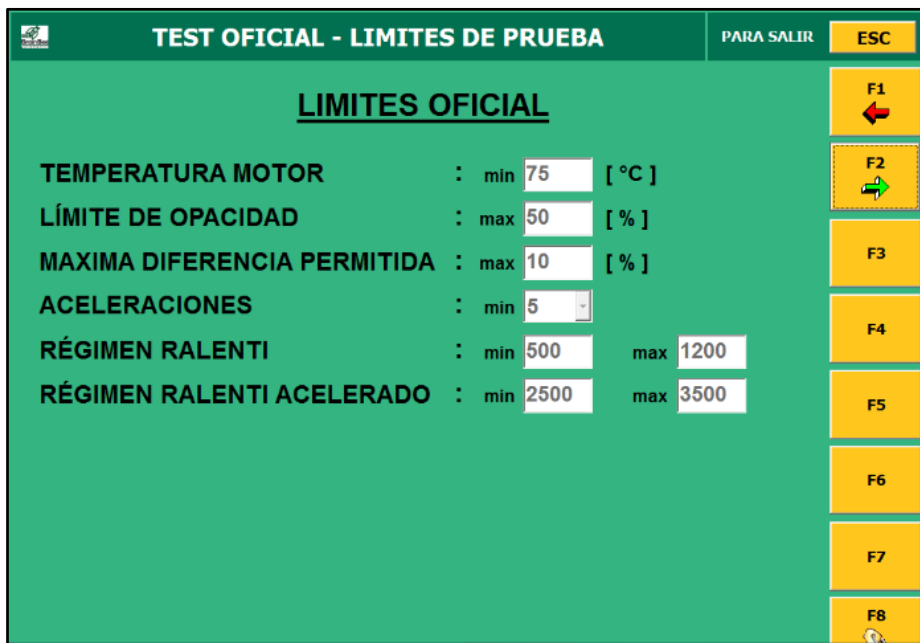 TEST OFICIAL - LIMITES DE PRUEBA PARA SALIR ESC
LIMITES OFICIAL
TEMPERATURA MOTOR : min 75 [ °C ]
LÍMITE DE OPACIDAD : max 50 [ % ]
MAXIMA DIFERENCIA PERMITIDA : max 10 [ % ]
ACELERACIONES : min 5
RÉGIMEN RALENTI : min 500 max 1200
RÉGIMEN RALENTI ACELERADO : min 2500 max 3500
F1
F2
F3
F4
F5
F6
F7
F8